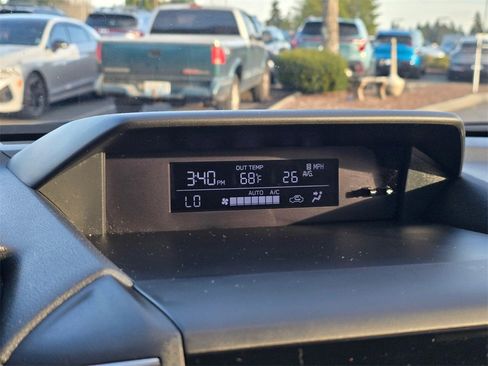 OUT TEMP B MPH
3:40 PM 68°F 26 AVG.
AUTO A/C
LO